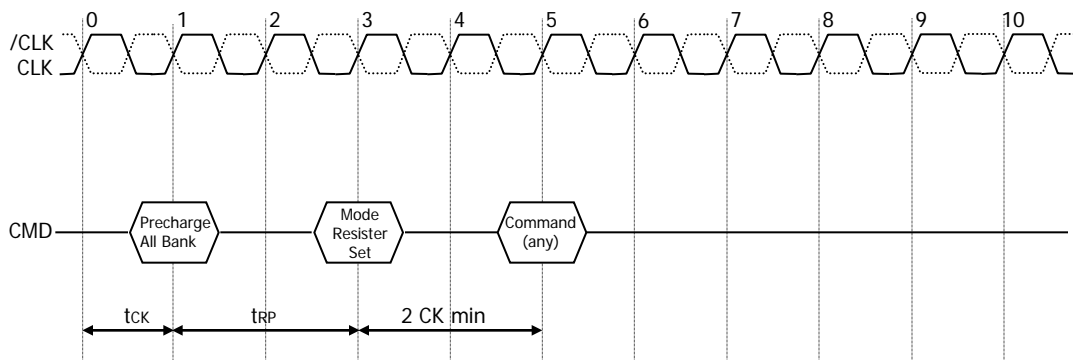 0 1 2 3 4 5 6 7 8 9 10
/CLK
CLK
CMD
Precharge
All Bank
Mode
Resister
Set
Command
(any)
tCK tRP 2 CK min